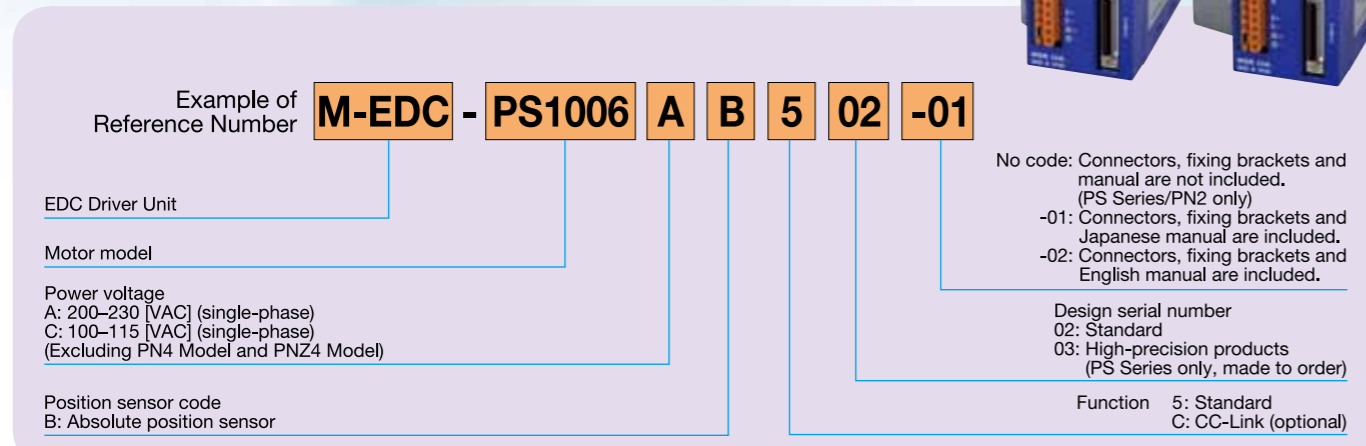 Example of
Reference Number
M-EDC - PS1006 A B 5 02 -01
No code: Connectors, fixing brackets and
manual are not included.
(PS Series/PN2 only)
-01: Connectors, fixing brackets and
Japanese manual are included.
-02: Connectors, fixing brackets and
English manual are included.
EDC Driver Unit
Motor model
Power voltage
A: 200–230 [VAC] (single-phase)
C: 100–115 [VAC] (single-phase)
(Excluding PN4 Model and PNZ4 Model)
Design serial number
02: Standard
03: High-precision products
(PS Series only, made to order)
Position sensor code
B: Absolute position sensor
Function 5: Standard
C: CC-Link (optional)